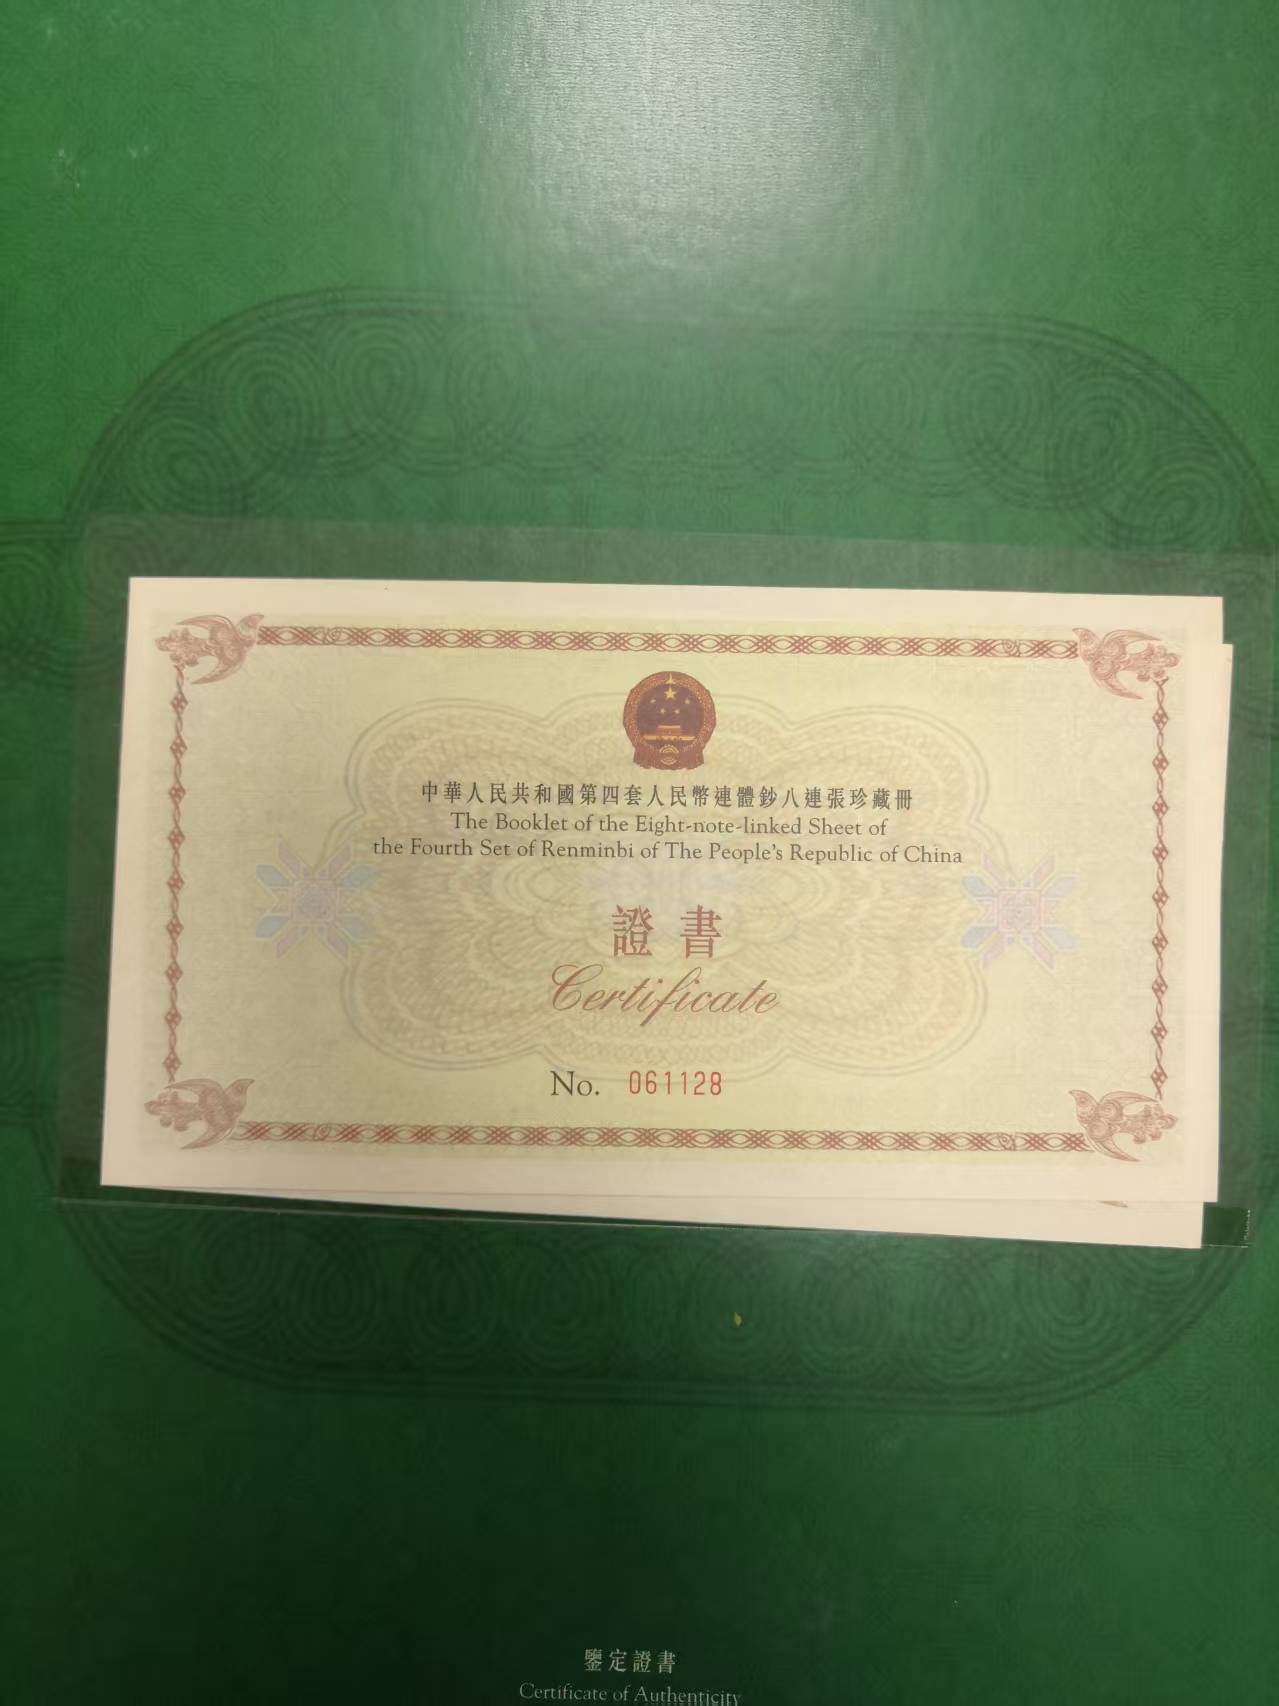 中華人民共和國第四套人民幣連體鈔八連張珍藏冊
The Booklet of the Eight-note-linked Sheet of
the Fourth Set of Renminbi of The People's Republic of China
證書
Certificate
No. 061128
鑒定證書
Certificate of Authenticity